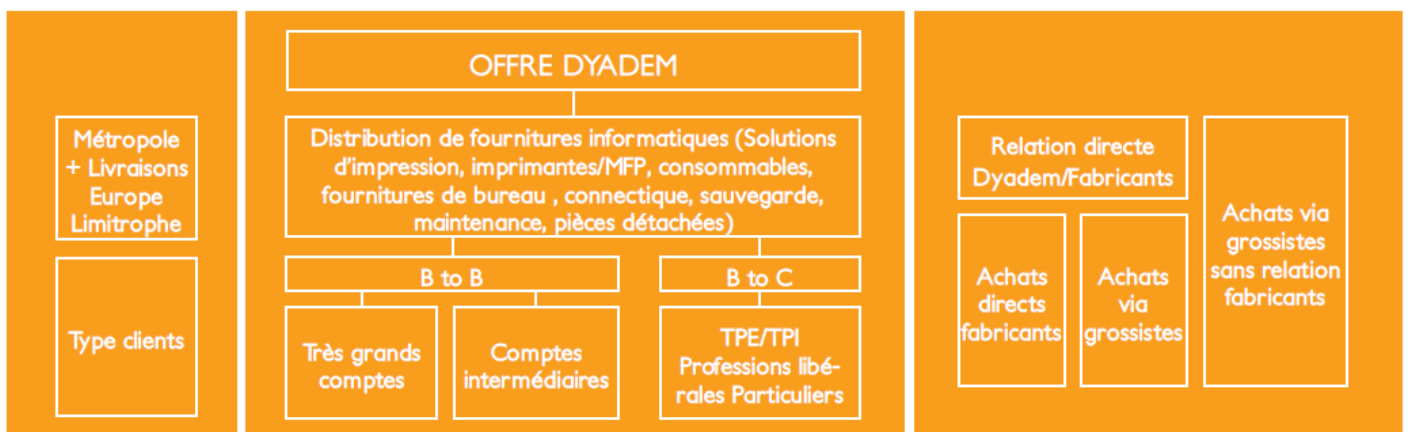 Métropole
+ Livraisons
Europe
Limitrophe
Type clients
OFFRE DYADEM
Distribution de fournitures informatiques (Solutions
d'impression, imprimantes/MFP, consommables,
fournitures de bureau , connectique, sauvegarde,
maintenance, pièces détachées)
B to B
B to C
Très grands
comptes
Comptes
intermédiaires
TPE/TPI
Professions libé-
rales Particuliers
Relation directe
Dyadem/Fabricants
Achats
directs
fabricants
Achats
via
grossistes
Achats via
grossistes
sans relation
fabricants